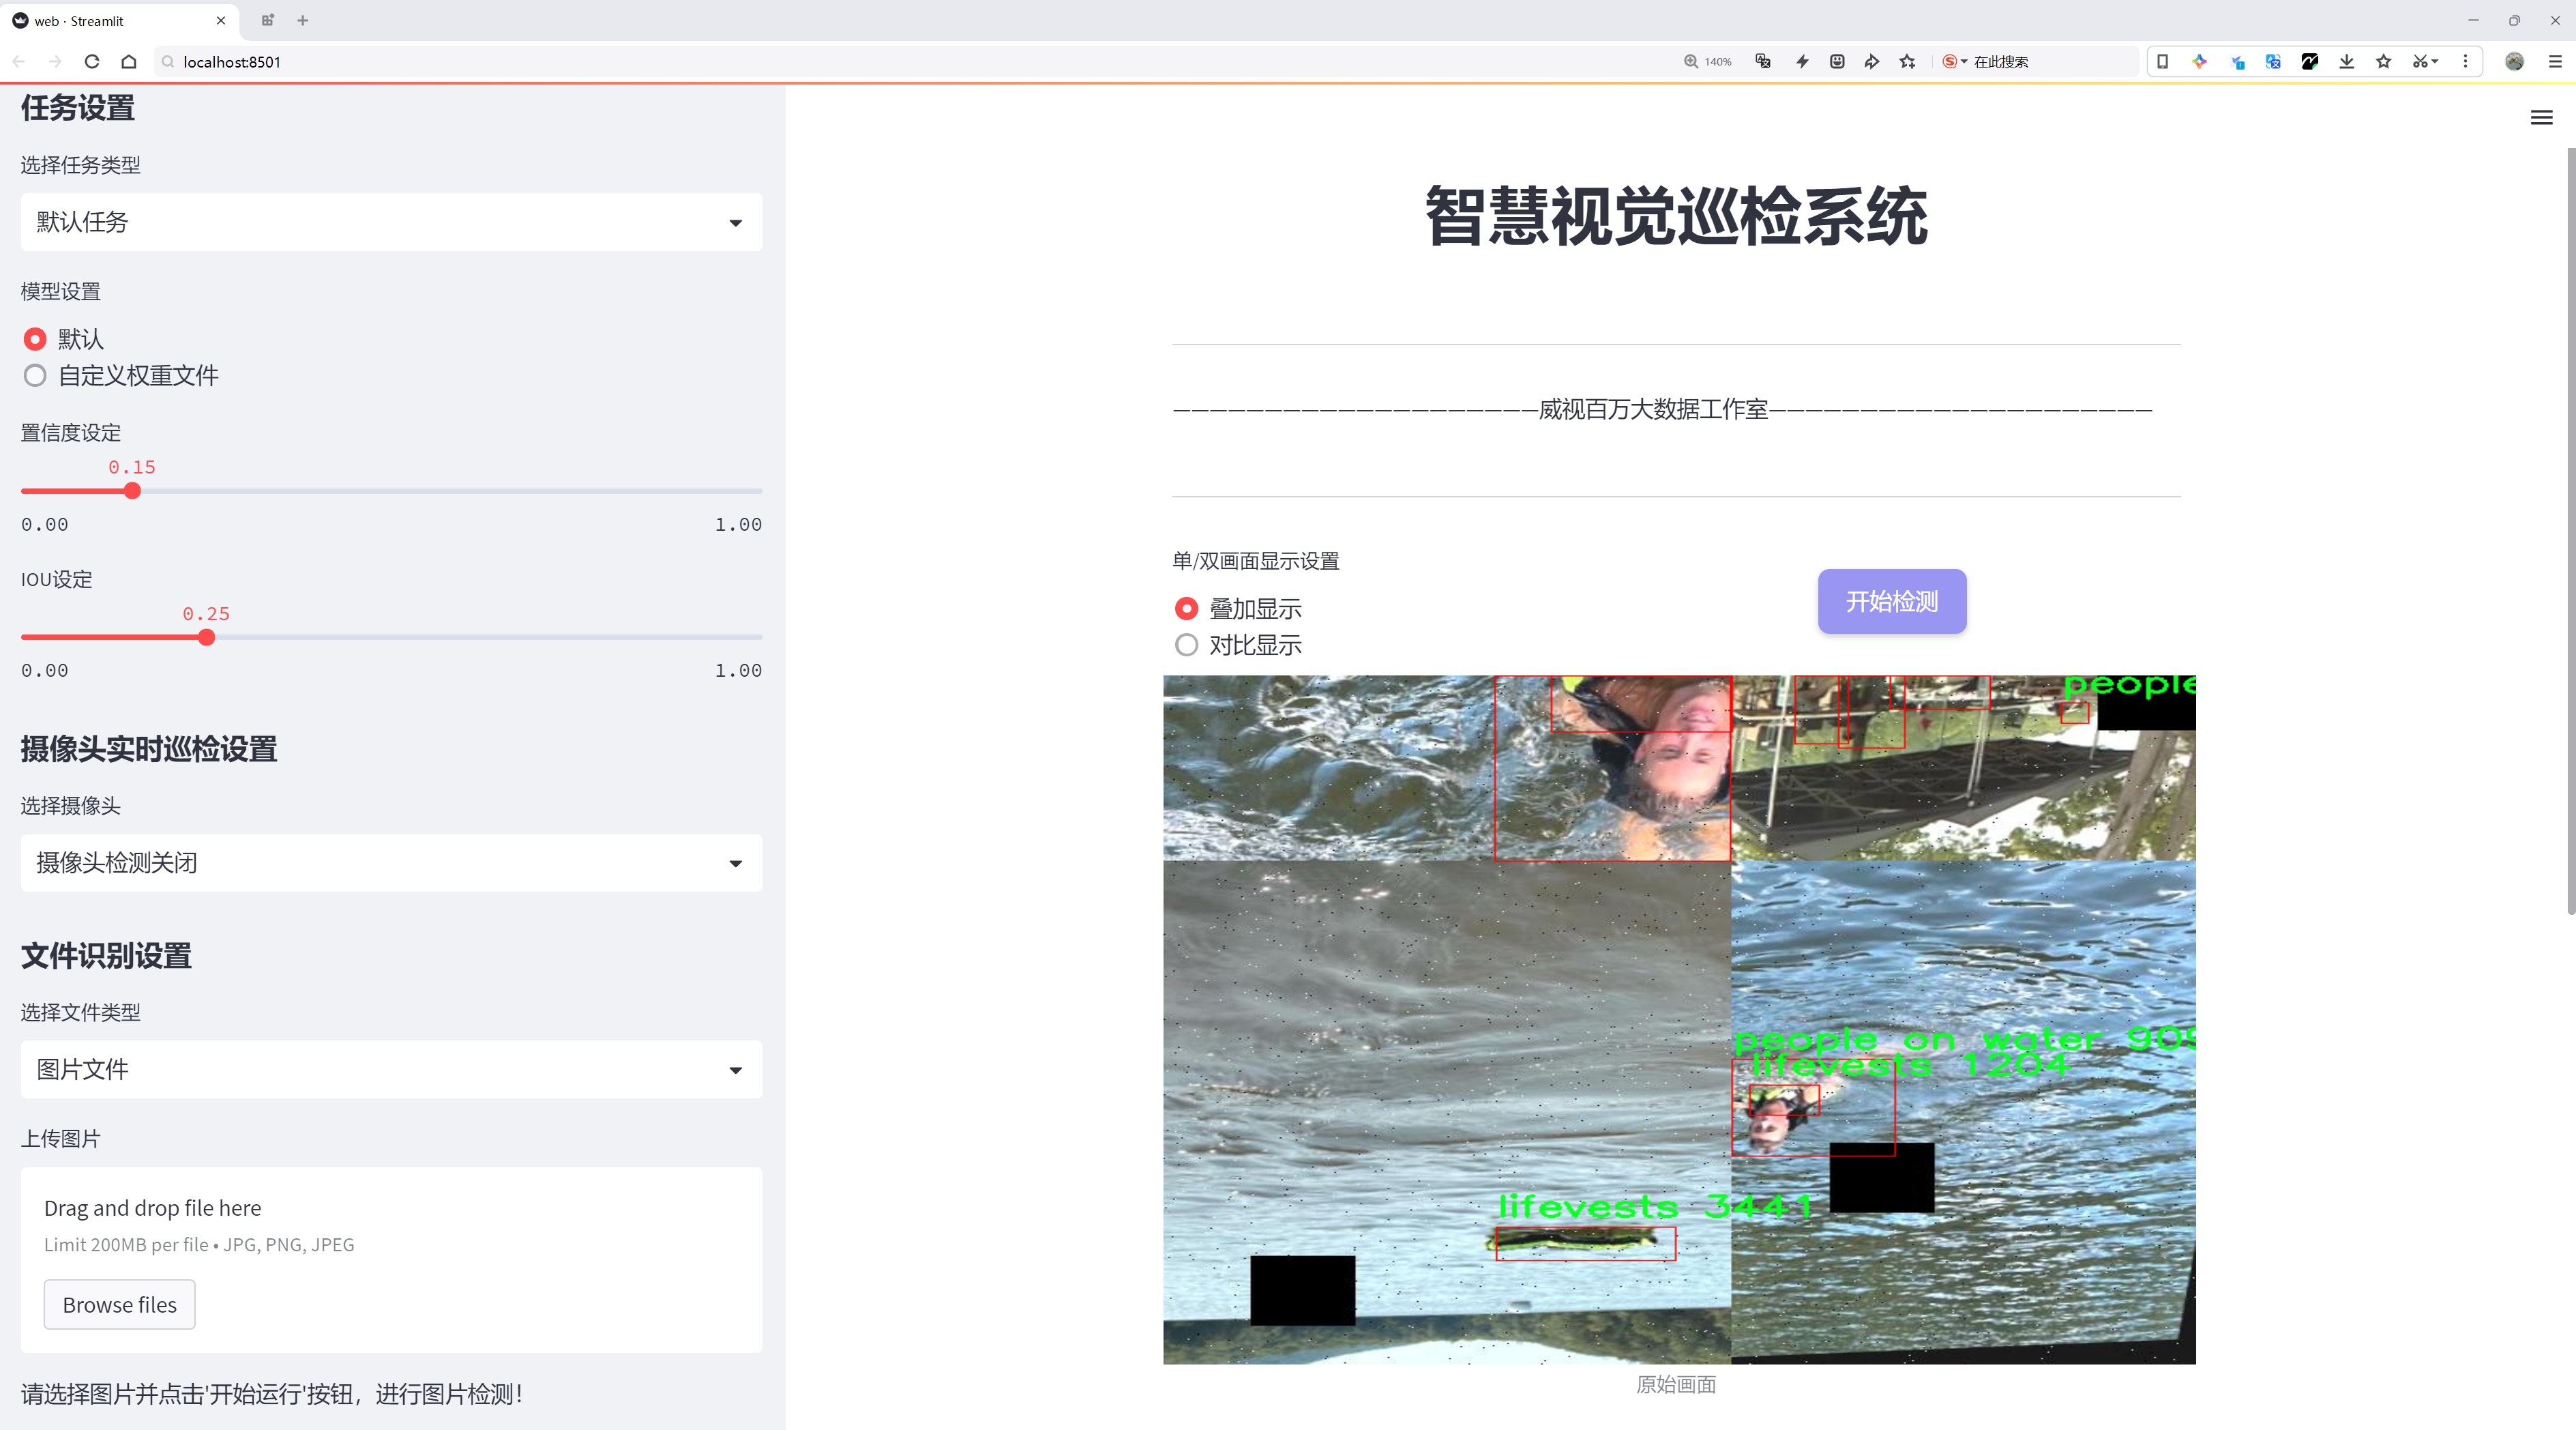 web · Streamlit
localhost:8501
140%
在此搜索
任务设置
选择任务类型
默认任务
模型设置
默认
自定义权重文件
置信度设定
0.15
0.00
1.00
IOU设定
0.25
0.00
1.00
摄像头实时巡检设置
选择摄像头
摄像头检测关闭
文件识别设置
选择文件类型
图片文件
上传图片
Drag and drop file here
Limit 200MB per file • JPG, PNG, JPEG
Browse files
请选择图片并点击'开始运行'按钮，进行图片检测！
智慧视觉巡检系统
————————————————————威视百万大数据工作室—————————————————————
单/双画面显示设置
叠加显示
对比显示
开始检测
people
people on water 909
lifevests 1204
lifevests 3441
原始画面